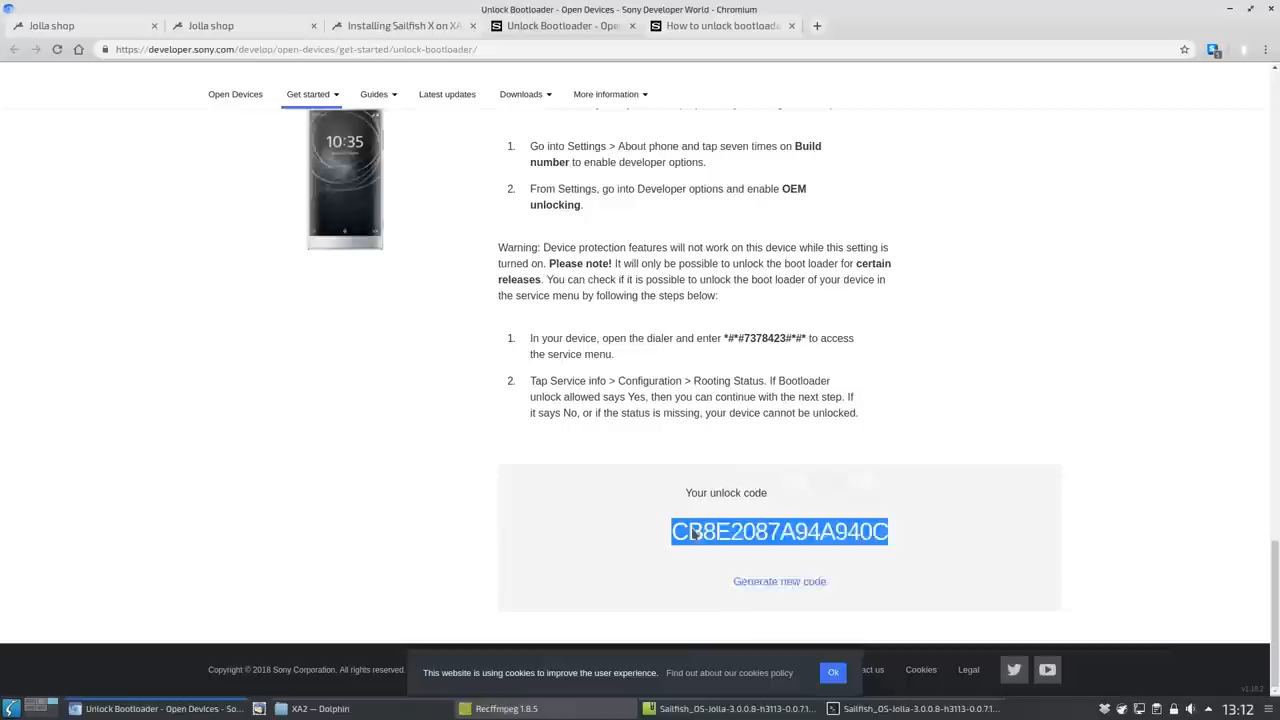 Unlock Bootloader - Open Devices - Sony Developer World - Chromium
Jolla shop
Jolla shop
Installing Sailfish X on XA
Unlock Bootloader - Ope
How to unlock bootloade
https://developer.sony.com/develop/open-devices/get-started/unlock-bootloader/
Open Devices
Get started
Guides
Latest updates
Downloads
More information
10:35
1. Go into Settings > About phone and tap seven times on Build
number to enable developer options.
2. From Settings, go into Developer options and enable OEM
unlocking.
Warning: Device protection features will not work on this device while this setting is
turned on. Please note! It will only be possible to unlock the boot loader for certain
releases. You can check if it is possible to unlock the boot loader of your device in
the service menu by following the steps below:
1. In your device, open the dialer and enter *#*#7378423#*#* to access
the service menu.
2. Tap Service info > Configuration > Rooting Status. If Bootloader
unlock allowed says Yes, then you can continue with the next step. If
it says No, or if the status is missing, your device cannot be unlocked.
Your unlock code
CB8E2087A94A940C
Generate new code
Copyright © 2018 Sony Corporation. All rights reserved.
This website is using cookies to improve the user experience. Find out about our cookies policy
Ok
act us
Cookies
Legal
v1.18.2
Unlock Bootloader - Open Devices - So...
XA2 — Dolphin
Recffmpeg 1.8.5
Sailfish_OS-Jolla-3.0.0.8-h3113-0.0.7.1...
Sailfish_OS-Jolla-3.0.0.8-h3113-0.0.7.1...
13:12